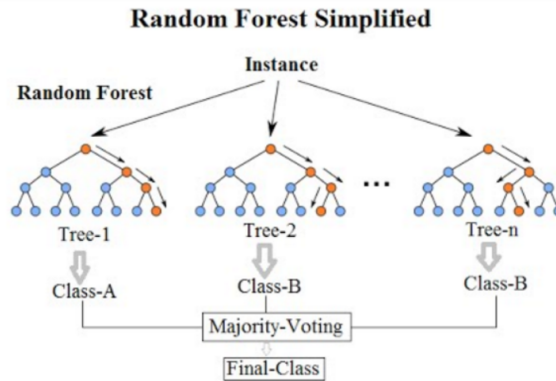 Random Forest Simplified
Instance
Random Forest
...
Tree-1 Tree-2 Tree-n
Class-A Class-B Class-B
Majority-Voting
Final-Class